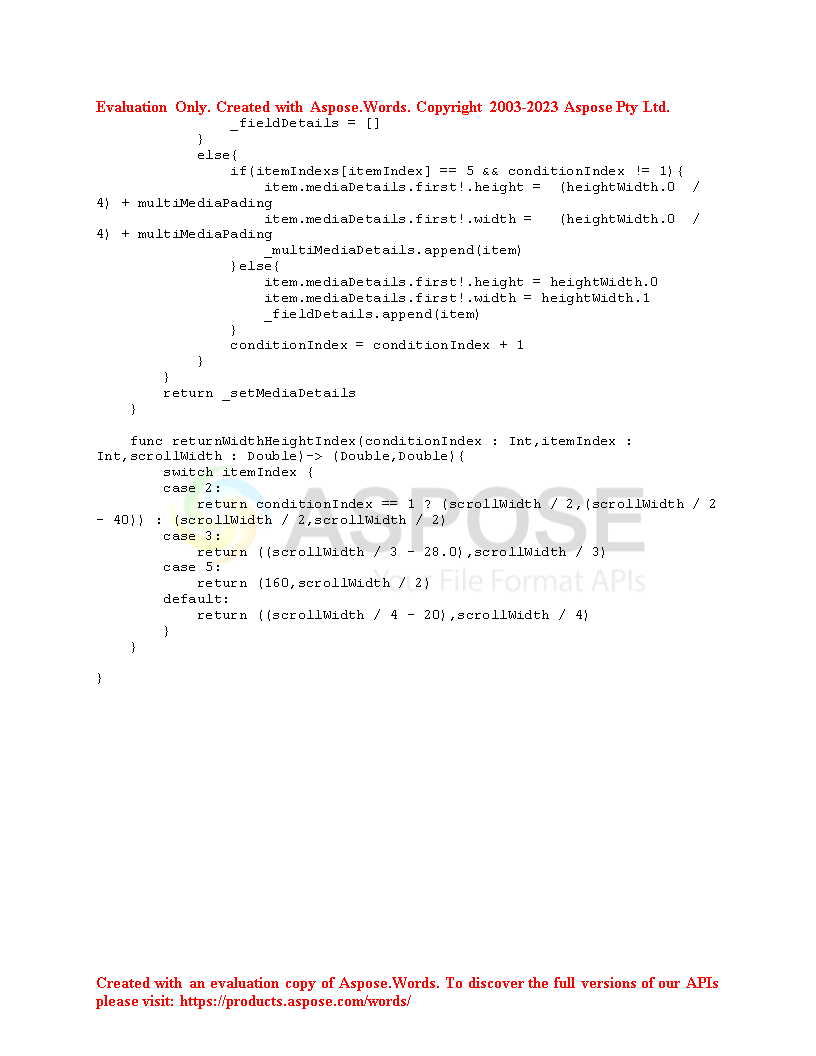 Evaluation Only. Created with Aspose.Words. Copyright 2003-2023 Aspose Pty Ltd.
                _fieldDetails = []
            }
            else{
                if(itemIndexs[itemIndex] == 5 && conditionIndex != 1){
                    item.mediaDetails.first!.height =  (heightWidth.0  /
4) + multiMediaPading
                    item.mediaDetails.first!.width =   (heightWidth.0  /
4) + multiMediaPading
                    _multiMediaDetails.append(item)
                }else{
                    item.mediaDetails.first!.height = heightWidth.0
                    item.mediaDetails.first!.width = heightWidth.1
                    _fieldDetails.append(item)
                }
                conditionIndex = conditionIndex + 1
            }
        }
        return _setMediaDetails
    }

    func returnWidthHeightIndex(conditionIndex : Int,itemIndex :
Int,scrollWidth : Double)-> (Double,Double){
        switch itemIndex {
        case 2:
            return conditionIndex == 1 ? (scrollWidth / 2,(scrollWidth / 2
- 40)) : (scrollWidth / 2,scrollWidth / 2)
        case 3:
            return ((scrollWidth / 3 - 28.0),scrollWidth / 3)
        case 5:
            return (160,scrollWidth / 2)
        default:
            return ((scrollWidth / 4 - 20),scrollWidth / 4)
        }
    }

}
ASPOSE
Your File Format APIs
Created with an evaluation copy of Aspose.Words. To discover the full versions of our APIs
please visit: https://products.aspose.com/words/